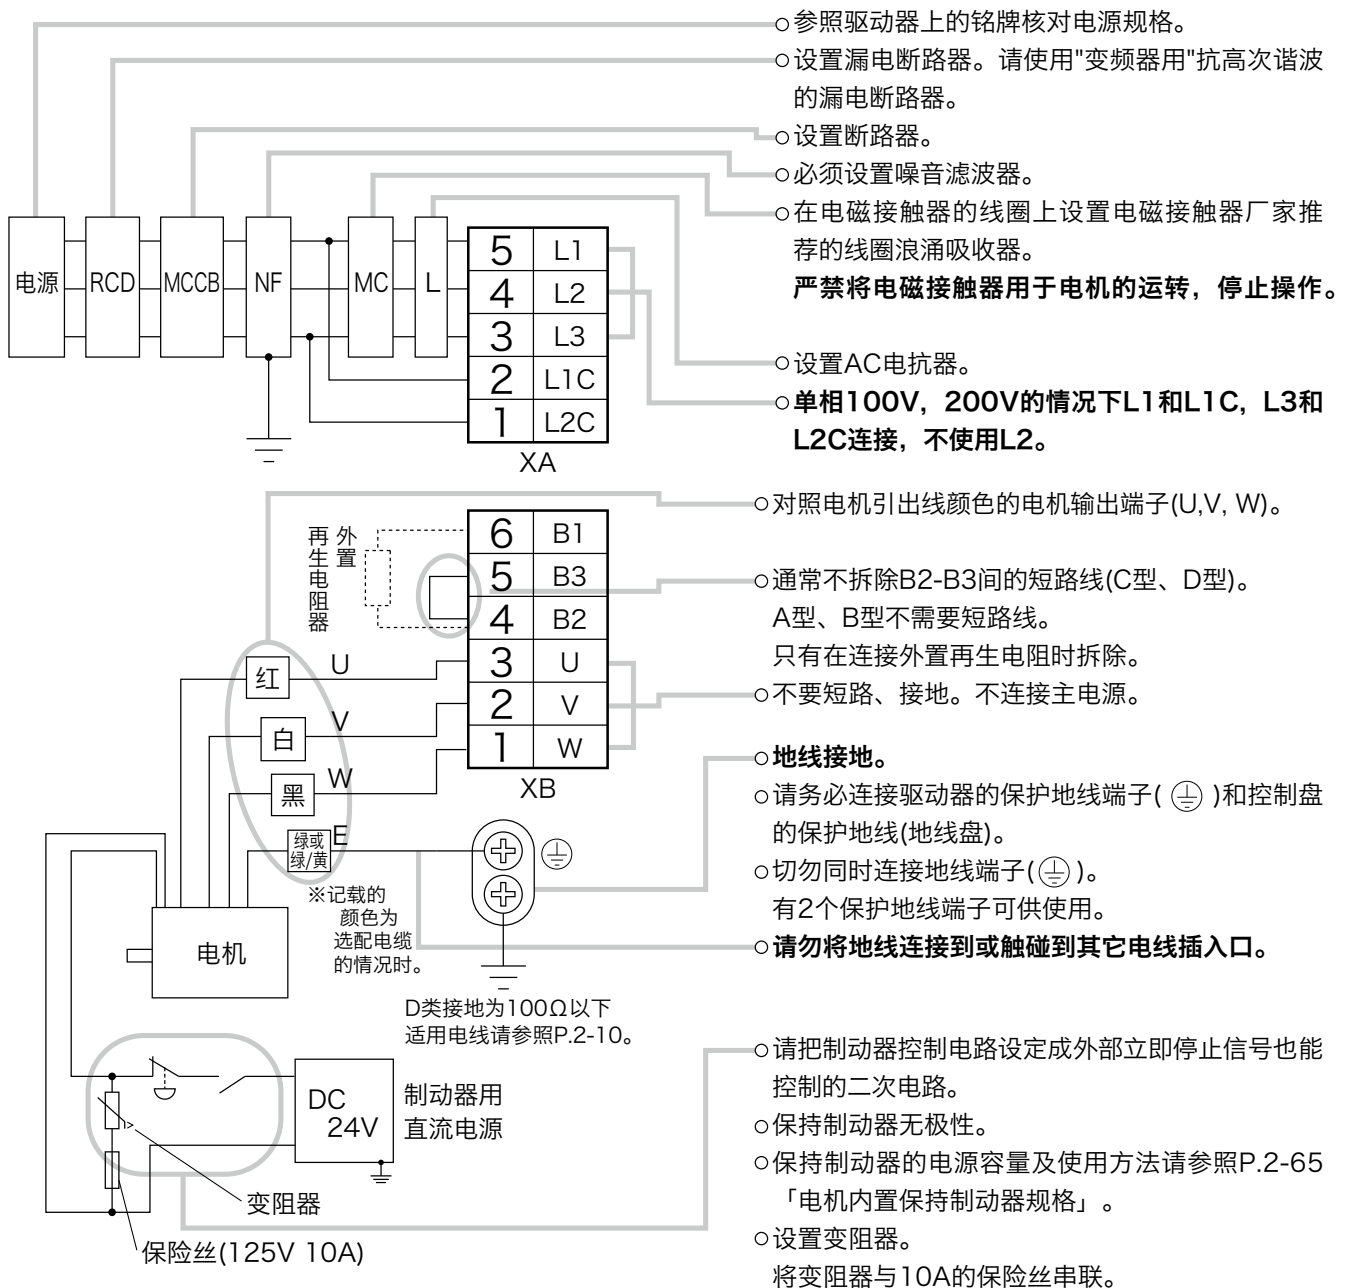 ○参照驱动器上的铭牌核对电源规格。
○设置漏电断路器。请使用"变频器用"抗高次谐波
的漏电断路器。
○设置断路器。
○必须设置噪音滤波器。
○在电磁接触器的线圈上设置电磁接触器厂家推
荐的线圈浪涌吸收器。
严禁将电磁接触器用于电机的运转，停止操作。
○设置AC电抗器。
○单相100V，200V的情况下L1和L1C，L3和
L2C连接，不使用L2。
电源
RCD
MCCB
NF
MC
L
5 L1
4 L2
3 L3
2 L1C
1 L2C
XA
○对照电机引出线颜色的电机输出端子(U,V, W)。
○通常不拆除B2-B3间的短路线(C型、D型)。
A型、B型不需要短路线。
只有在连接外置再生电阻时拆除。
○不要短路、接地。不连接主电源。
外置
再生电阻器
6 B1
5 B3
4 B2
3 U
2 V
1 W
XB
红
U
白
V
黑
W
绿或
绿/黄
E
※记载的
颜色为
选配电缆
的情况时。
电机
○地线接地。
○请务必连接驱动器的保护地线端子( )和控制盘
的保护地线(地线盘)。
○切勿同时连接地线端子( )。
有2个保护地线端子可供使用。
○请勿将地线连接到或触碰到其它电线插入口。
D类接地为100Ω以下
适用电线请参照P.2-10。
○请把制动器控制电路设定成外部立即停止信号也能
控制的二次电路。
○保持制动器无极性。
○保持制动器的电源容量及使用方法请参照P.2-65
「电机内置保持制动器规格」。
○设置变阻器。
将变阻器与10A的保险丝串联。
DC
24V
制动器用
直流电源
变阻器
保险丝(125V 10A)